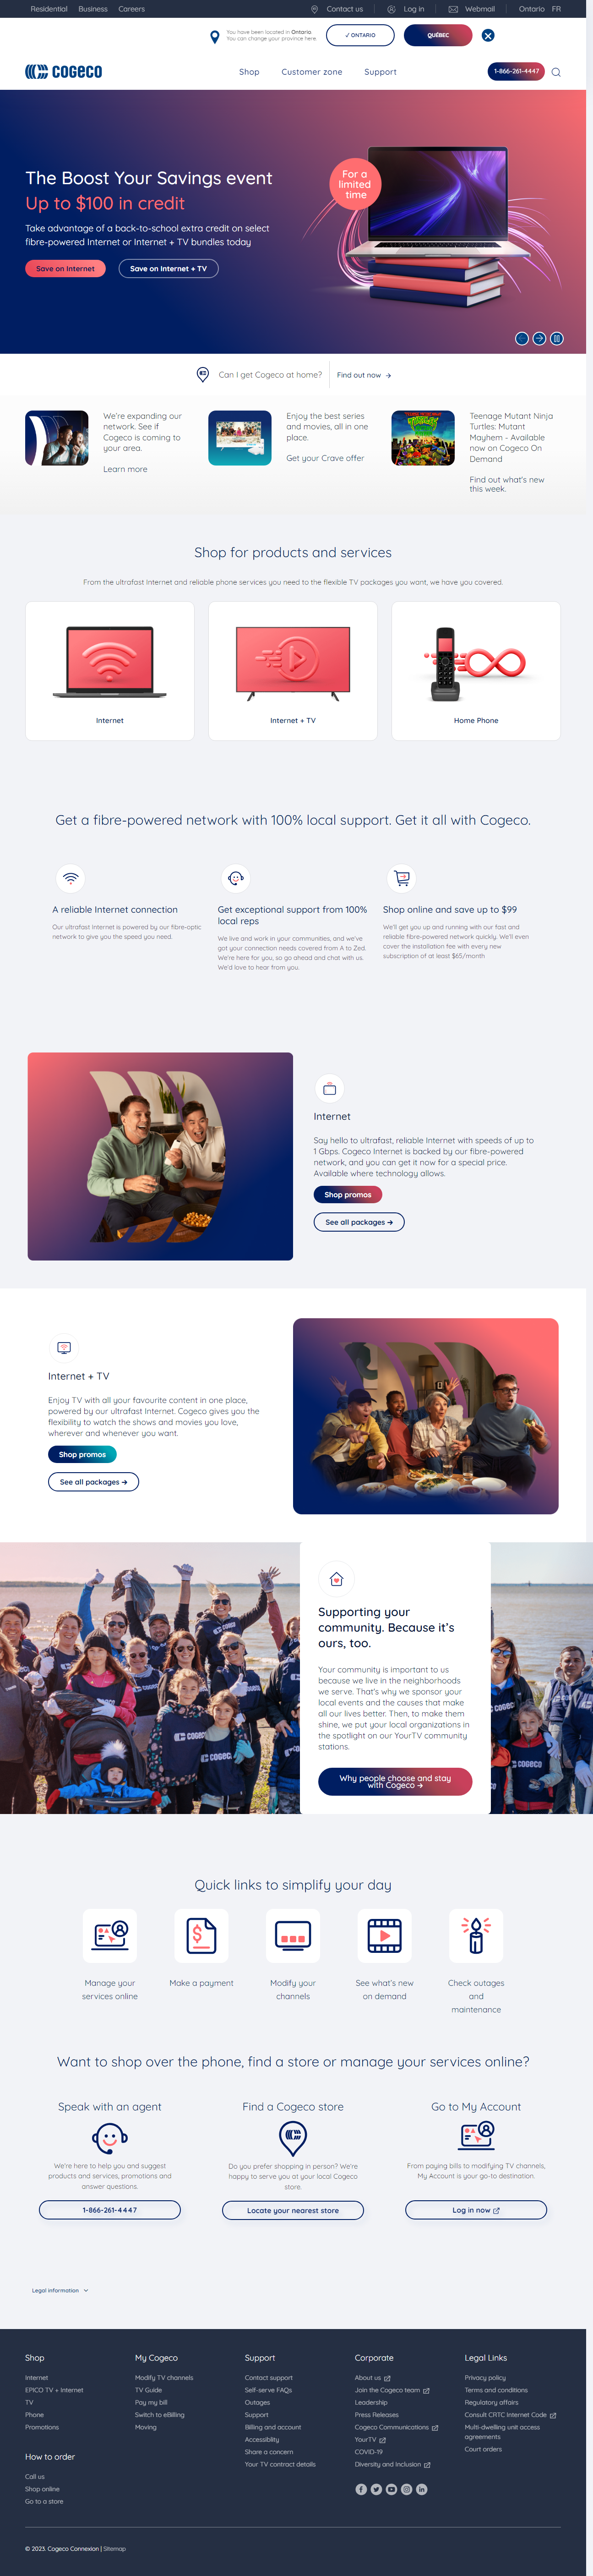 Residential Business Careers Contact us Log in Webmail Ontario FR
You have been located in Ontario.
You can change your province here.
✓ ONTARIO
QUÉBEC
COGECO
Shop Customer zone Support
1-866-261-4447
The Boost Your Savings event
Up to $100 in credit
For a
limited
time
Take advantage of a back-to-school extra credit on select
fibre-powered Internet or Internet + TV bundles today
Save on Internet
Save on Internet + TV
Can I get Cogeco at home?
Find out now →
We're expanding our
network. See if
Cogeco is coming to
your area.
Learn more
Enjoy the best series
and movies, all in one
place.
Get your Crave offer
Teenage Mutant Ninja
Turtles: Mutant
Mayhem - Available
now on Cogeco On
Demand
Find out what's new
this week.
Shop for products and services
From the ultrafast Internet and reliable phone services you need to the flexible TV packages you want, we have you covered.
Internet
Internet + TV
Home Phone
Get a fibre-powered network with 100% local support. Get it all with Cogeco.
A reliable Internet connection
Our ultrafast Internet is powered by our fibre-optic
network to give you the speed you need.
Get exceptional support from 100%
local reps
We live and work in your communities, and we've
got your connection needs covered from A to Zed.
We're here for you, so go ahead and chat with us.
We'd love to hear from you.
Shop online and save up to $99
We'll get you up and running with our fast and
reliable fibre-powered network quickly. We'll even
cover the installation fee with every new
subscription of at least $65/month
Internet
Say hello to ultrafast, reliable Internet with speeds of up to
1 Gbps. Cogeco Internet is backed by our fibre-powered
network, and you can get it now for a special price.
Available where technology allows.
Shop promos
See all packages →
Internet + TV
Enjoy TV with all your favourite content in one place,
powered by our ultrafast Internet. Cogeco gives you the
flexibility to watch the shows and movies you love,
wherever and whenever you want.
Shop promos
See all packages →
Supporting your
community. Because it's
ours, too.
Your community is important to us
because we live in the neighborhoods
we serve. That's why we sponsor your
local events and the causes that make
all our lives better. Then, to make them
shine, we put your local organizations in
the spotlight on our YourTV community
stations.
Why people choose and stay
with Cogeco →
COGECO
COGECO
COGECO
COGECO
Quick links to simplify your day
Manage your
services online
Make a payment
Modify your
channels
See what's new
on demand
Check outages
and
maintenance
Want to shop over the phone, find a store or manage your services online?
Speak with an agent
We're here to help you and suggest
products and services, promotions and
answer questions.
1-866-261-4447
Find a Cogeco store
Do you prefer shopping in person? We're
happy to serve you at your local Cogeco
store.
Locate your nearest store
Go to My Account
From paying bills to modifying TV channels,
My Account is your go-to destination.
Log in now
Legal information
Shop
Internet
EPICO TV + Internet
TV
Phone
Promotions
How to order
Call us
Shop online
Go to a store
My Cogeco
Modify TV channels
TV Guide
Pay my bill
Switch to eBilling
Moving
Support
Contact support
Self-serve FAQs
Outages
Support
Billing and account
Accessiblity
Share a concern
Your TV contract details
Corporate
About us
Join the Cogeco team
Leadership
Press Releases
Cogeco Communications
YourTV
COVID-19
Diversity and Inclusion
Legal Links
Privacy policy
Terms and conditions
Regulatory affairs
Consult CRTC Internet Code
Multi-dwelling unit access
agreements
Court orders
© 2023. Cogeco Connexion | Sitemap